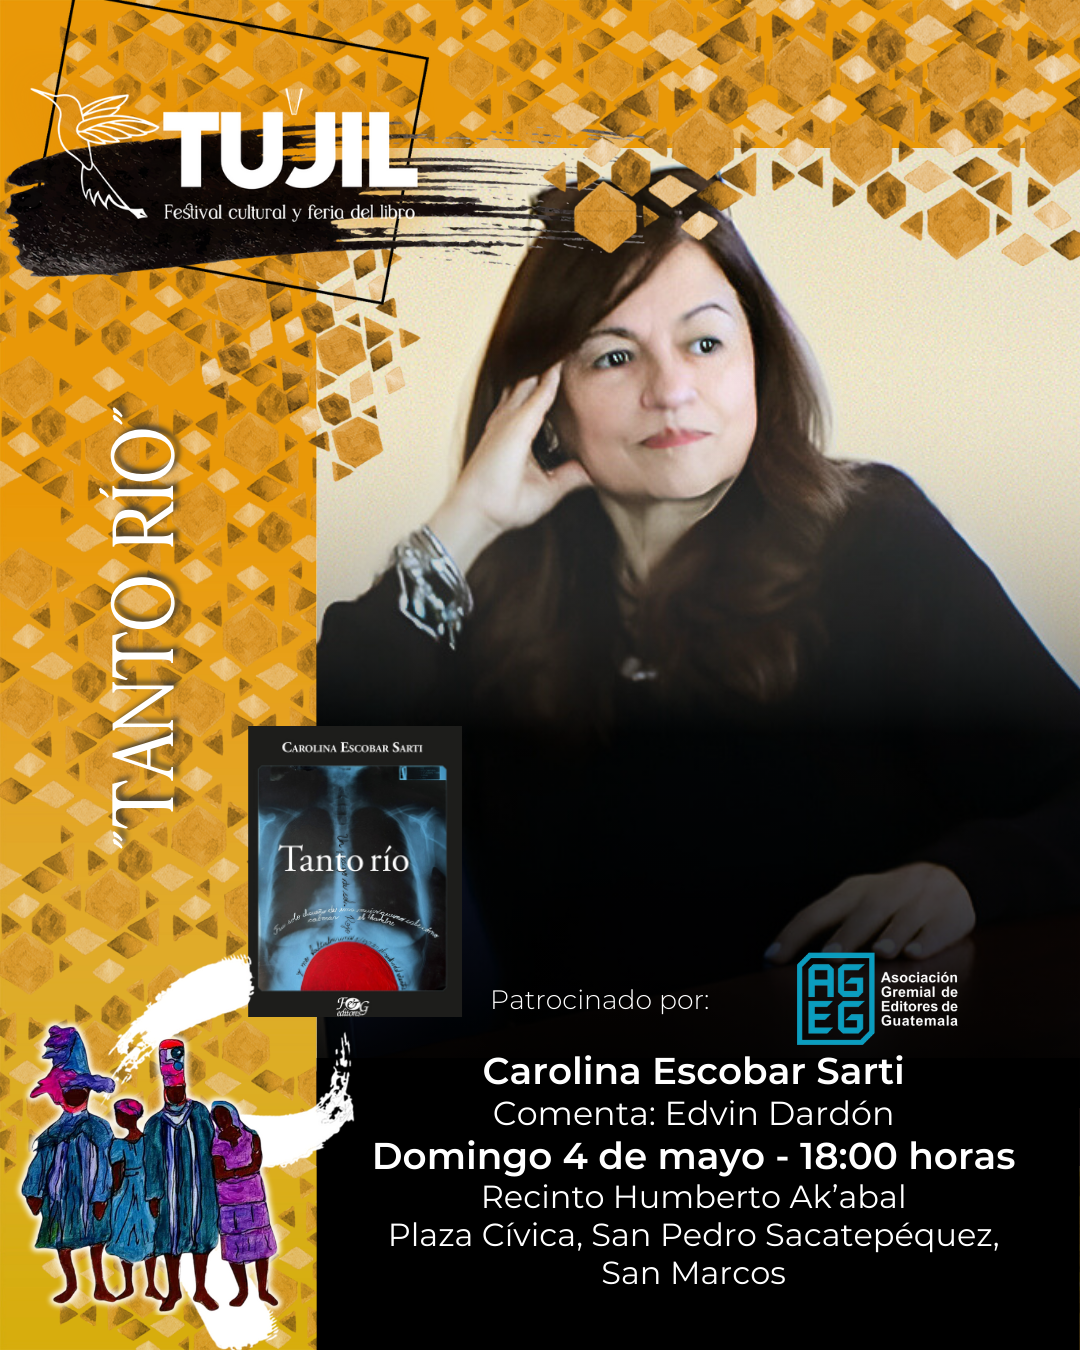 TUJIL
Festival cultural y feria del libro
"TANTO RÍO"
CAROLINA ESCOBAR SARTI
Tanto río
F&G
editores
Patrocinado por:
AG
EG
Asociación
Gremial de
Editores de
Guatemala
Carolina Escobar Sarti
Comenta: Edvin Dardón
Domingo 4 de mayo - 18:00 horas
Recinto Humberto Ak’abal
Plaza Cívica, San Pedro Sacatepéquez,
San Marcos